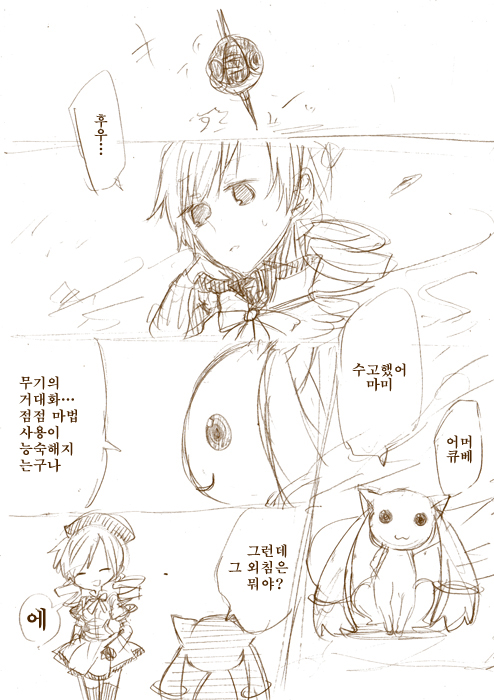 후우…
수고했어
마미
어머
큐베
무기의
거대화…
점점 마법
사용이
능숙해지
는구나
그런데
그 외침은
뭐야?
에